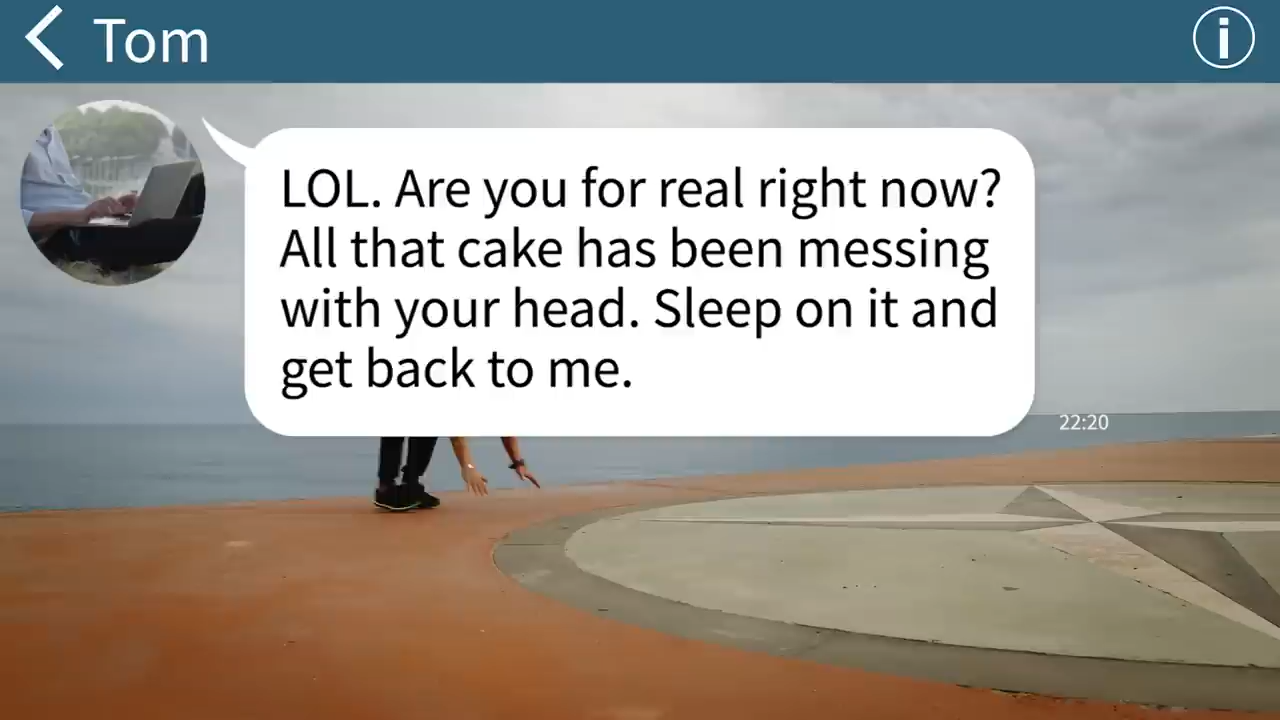 Tom
LOL. Are you for real right now?
All that cake has been messing
with your head. Sleep on it and
get back to me.
22:20